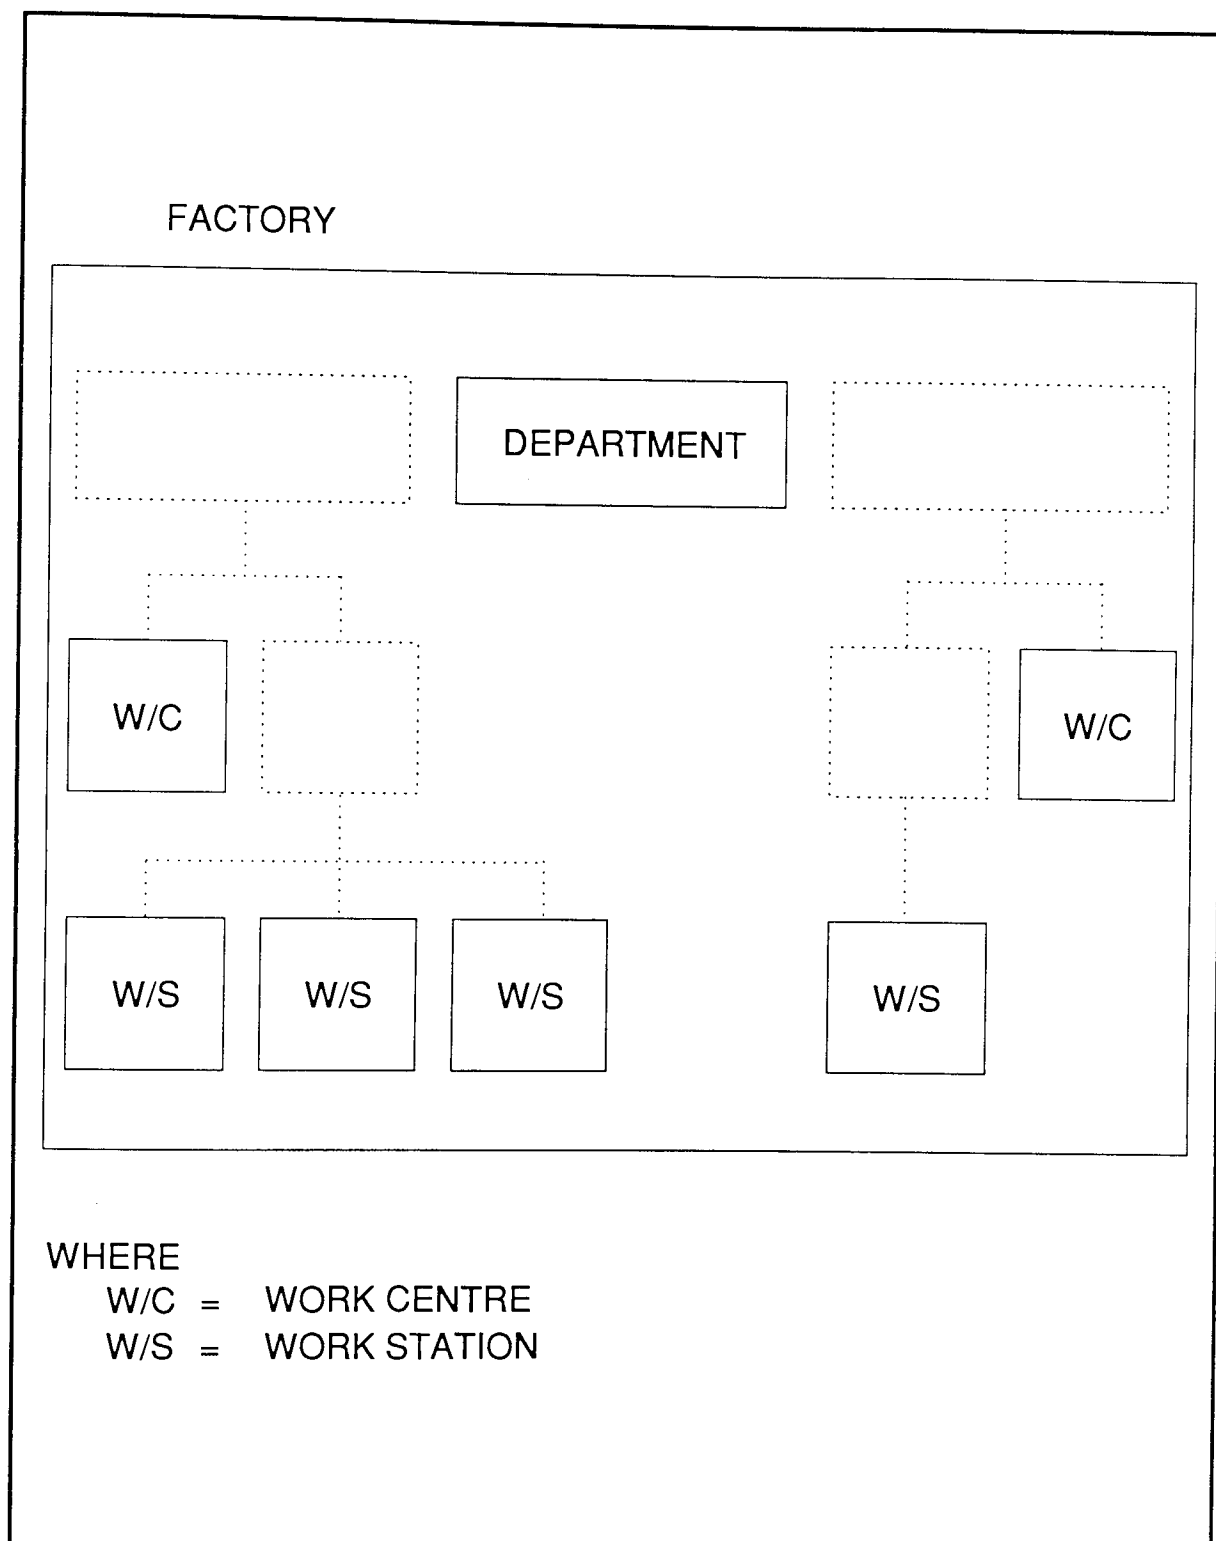 FACTORY
DEPARTMENT
W/C
W/C
W/S W/S W/S W/S
WHERE
W/C = WORK CENTRE
W/S = WORK STATION